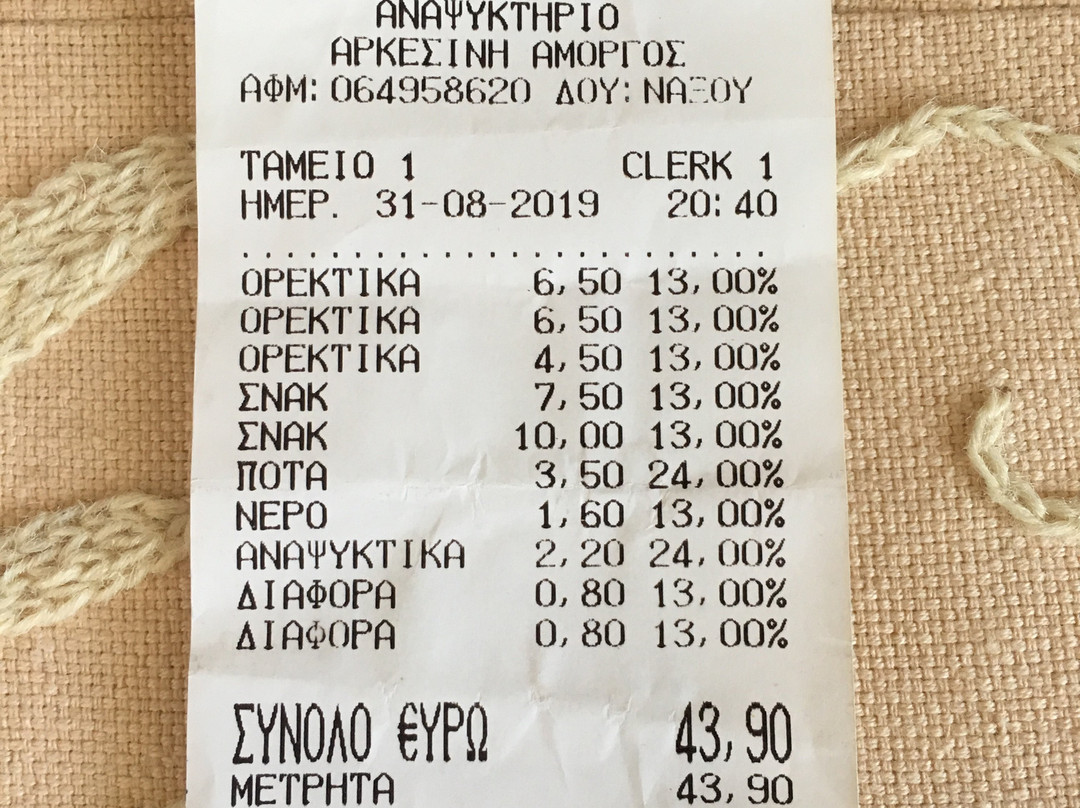 ΑΝΑΨΥΚΤΗΡΙΟ
ΑΡΚΕΣΙΝΗ ΑΜΟΡΓΟΣ
ΑΦΜ: 064958620 ΔΟΥ: ΝΑΞΟΥ
ΤΑΜΕΙΟ 1 CLERK 1
ΗΜΕΡ. 31-08-2019 20:40
........................
ΟΡΕΚΤΙΚΑ 6,50 13,00%
ΟΡΕΚΤΙΚΑ 6,50 13,00%
ΟΡΕΚΤΙΚΑ 4,50 13,00%
ΣΝΑΚ 7,50 13,00%
ΣΝΑΚ 10,00 13,00%
ΠΟΤΑ 3,50 24,00%
ΝΕΡΟ 1,60 13,00%
ΑΝΑΨΥΚΤΙΚΑ 2,20 24,00%
ΔΙΑΦΟΡΑ 0,80 13,00%
ΔΙΑΦΟΡΑ 0,80 13,00%
ΣΥΝΟΛΟ €ΥΡΩ 43,90
ΜΕΤΡΗΤΑ 43,90